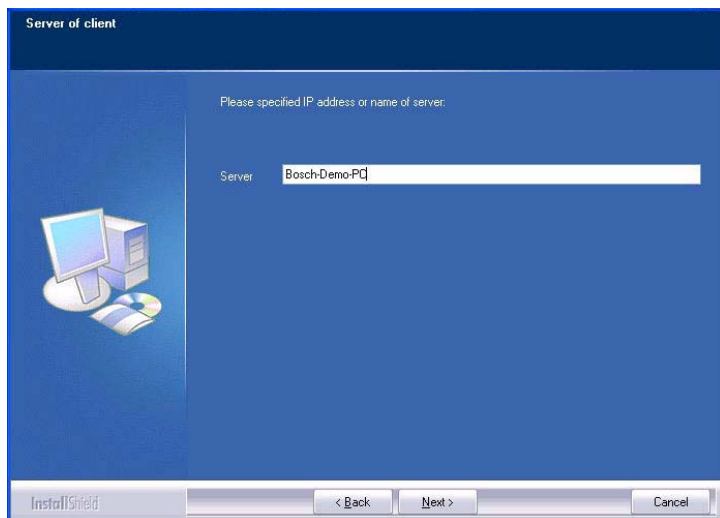 Server of client
Please specified IP address or name of server:
Server
Bosch-Demo-PC
InstallShield
< Back
Next >
Cancel